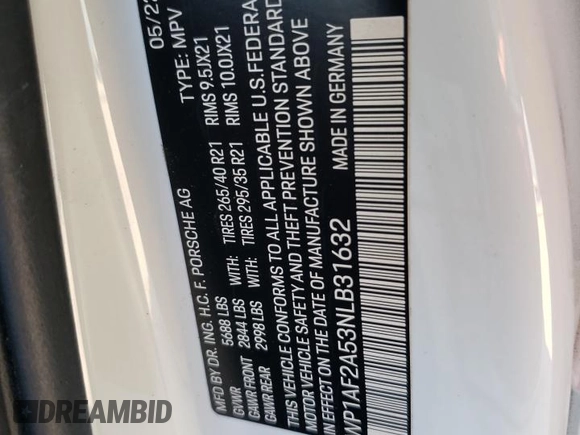 MFD BY DR. ING. H.C. F. PORSCHE AG 05/22
GVWR 5688 LBS TYPE: MPV
GAWR FRONT 2844 LBS WITH: TIRES 265/40 R21 RIMS 9.5JX21
GAWR REAR 2998 LBS WITH: TIRES 295/35 R21 RIMS 10.0JX21
THIS VEHICLE CONFORMS TO ALL APPLICABLE U.S. FEDERA
MOTOR VEHICLE SAFETY AND THEFT PREVENTION STANDARD
IN EFFECT ON THE DATE OF MANUFACTURE SHOWN ABOVE
WP1AF2A53NLB31632 MADE IN GERMANY
DREAMBID